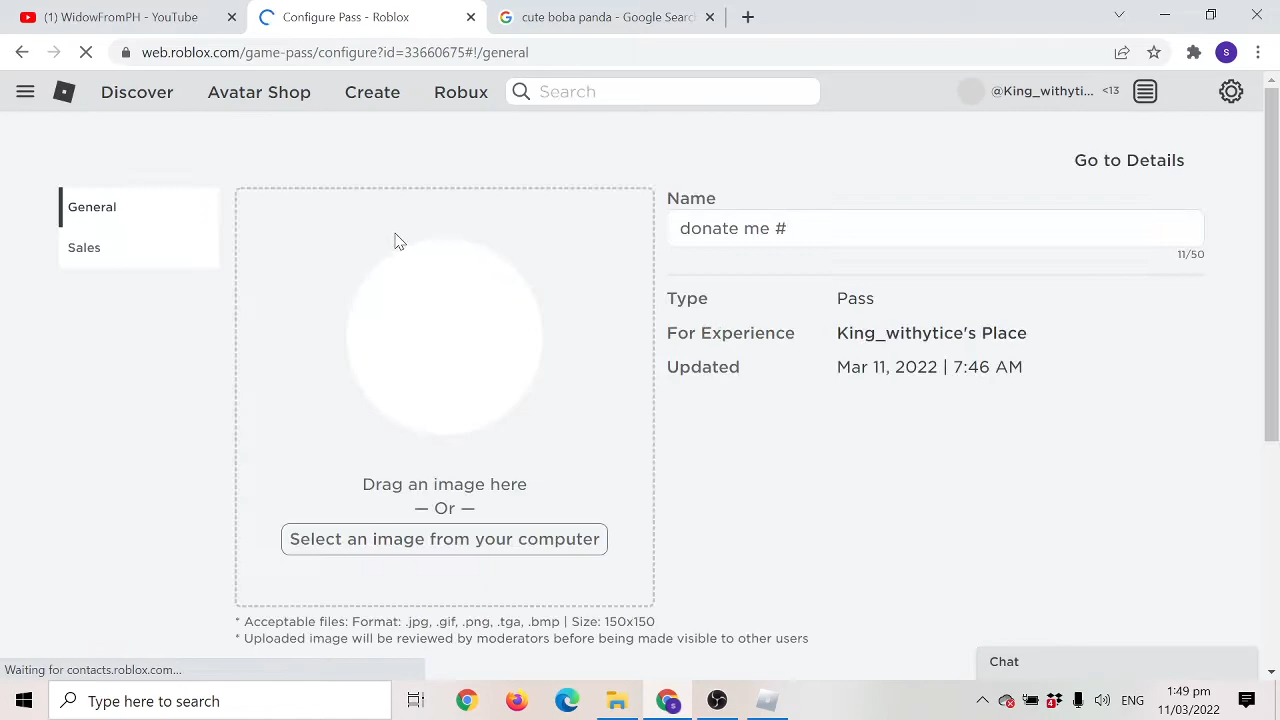 WidowFromPH - YouTube
Configure Pass - Roblox
cute boba panda - Google Searc
web.roblox.com/game-pass/configure?id=33660675#!/general
S
Discover
Avatar Shop
Create
Robux
Search
@King_withytic...
<13
Go to Details
General
Sales
Name
donate me #
11/50
Type
Pass
For Experience
King_withytice's Place
Updated
Mar 11, 2022 | 7:46 AM
Drag an image here
— Or —
Select an image from your computer
* Acceptable files: Format: .jpg, .gif, .png, .tga, .bmp | Size: 150x150
* Uploaded image will be reviewed by moderators before being made visible to other users
Chat
Waiting for contacts.roblox.com...
Type here to search
S
4
ENG
1:49 pm
11/03/2022